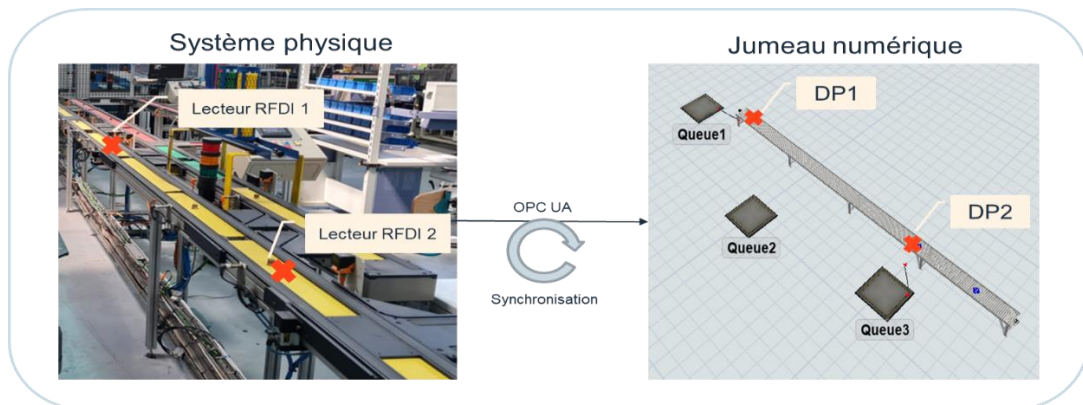 Système physique
Jumeau numérique
Lecteur RFDI 1
Lecteur RFDI 2
OPC UA
Synchronisation
DP1
Queue1
DP2
Queue2
Queue3